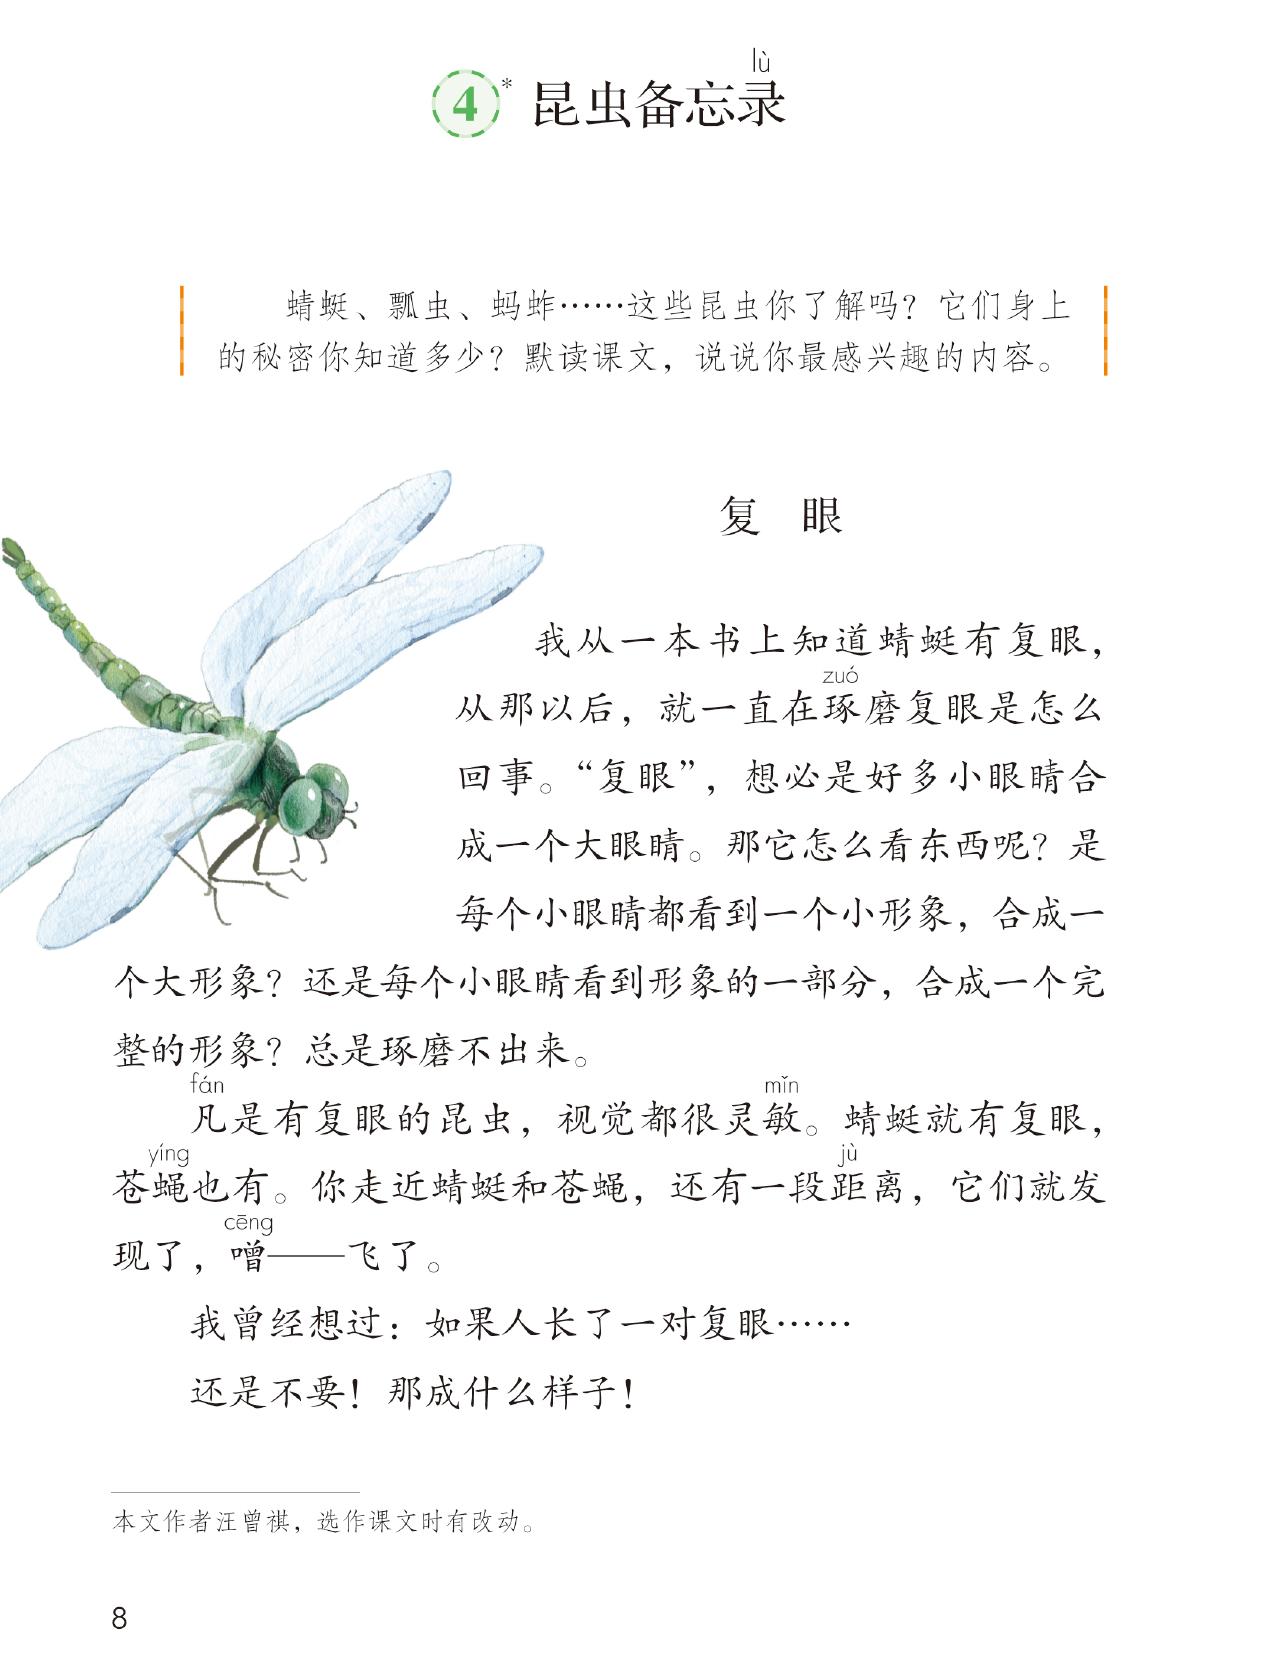 lù
4* 昆虫备忘录
蜻蜓、瓢虫、蚂蚱……这些昆虫你了解吗？它们身上
的秘密你知道多少？默读课文，说说你最感兴趣的内容。
复 眼
我从一本书上知道蜻蜓有复眼，
zuó
从那以后，就一直在琢磨复眼是怎么
回事。“复眼”，想必是好多小眼睛合
成一个大眼睛。那它怎么看东西呢？是
每个小眼睛都看到一个小形象，合成一
个大形象？还是每个小眼睛看到形象的一部分，合成一个完
整的形象？总是琢磨不出来。
fán mǐn
凡是有复眼的昆虫，视觉都很灵敏。蜻蜓就有复眼，
yíng jù
苍蝇也有。你走近蜻蜓和苍蝇，还有一段距离，它们就发
cēng
现了，噌——飞了。
我曾经想过：如果人长了一对复眼……
还是不要！那成什么样子！
本文作者汪曾祺，选作课文时有改动。
8